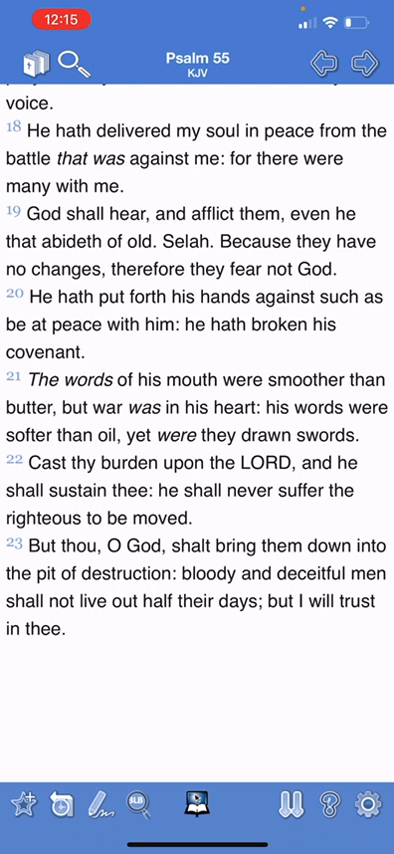 12:15
Psalm 55
KJV
voice.
18 He hath delivered my soul in peace from the
battle that was against me: for there were
many with me.
19 God shall hear, and afflict them, even he
that abideth of old. Selah. Because they have
no changes, therefore they fear not God.
20 He hath put forth his hands against such as
be at peace with him: he hath broken his
covenant.
21 The words of his mouth were smoother than
butter, but war was in his heart: his words were
softer than oil, yet were they drawn swords.
22 Cast thy burden upon the LORD, and he
shall sustain thee: he shall never suffer the
righteous to be moved.
23 But thou, O God, shalt bring them down into
the pit of destruction: bloody and deceitful men
shall not live out half their days; but I will trust
in thee.
SLB